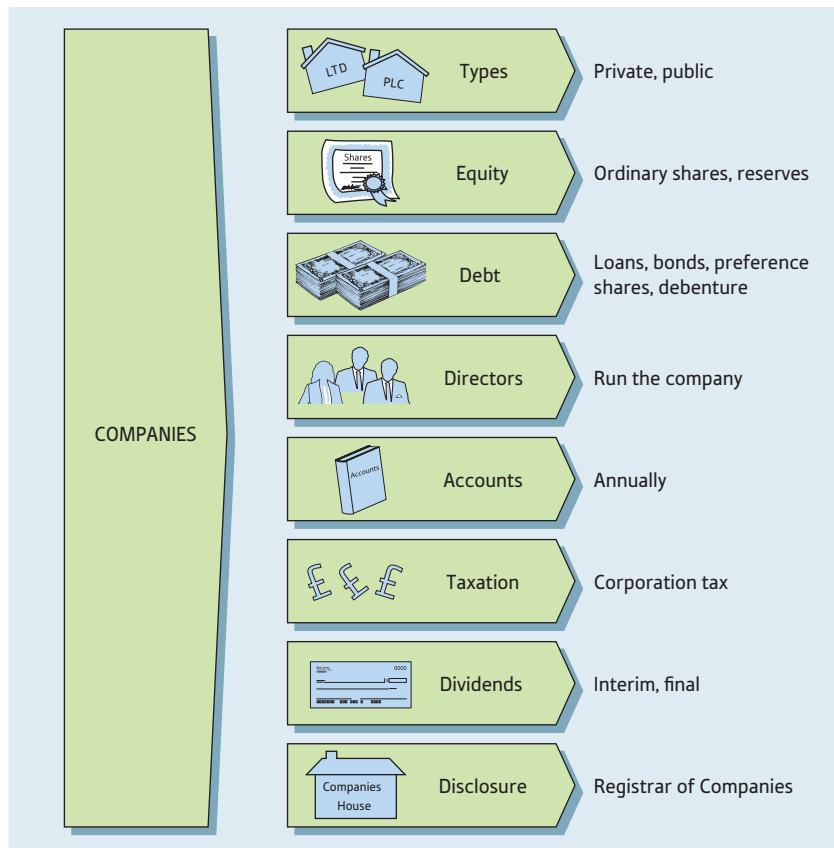 COMPANIES
LTD
PLC
Types
Private, public
Shares
Equity
Ordinary shares, reserves
Debt
Loans, bonds, preference
shares, debenture
Directors
Run the company
Accounts
Accounts
Annually
Taxation
Corporation tax
0000
Dividends
Interim, final
Companies
House
Disclosure
Registrar of Companies